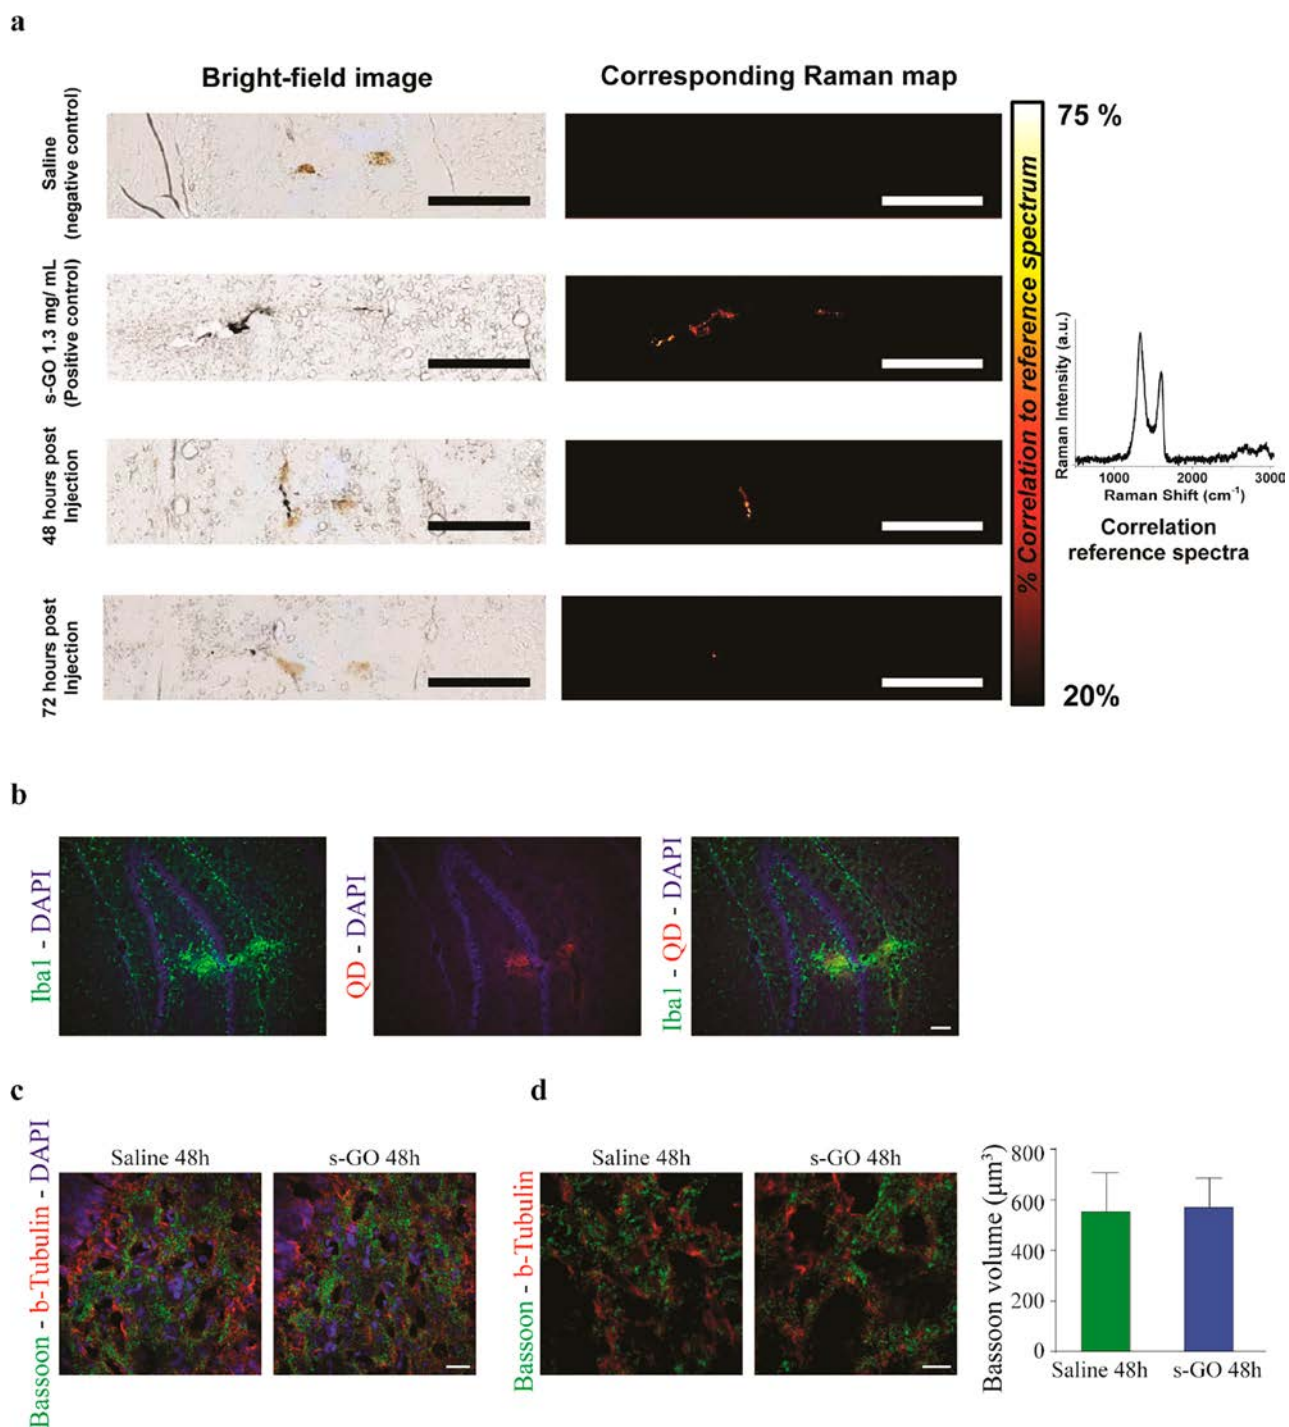 a
Bright-field image
Corresponding Raman map
Saline
(negative control)
s-GO 1.3 mg/ mL
(Positive control)
48 hours post
Injection
72 hours post
Injection
75 %
% Correlation to reference spectrum
20%
Raman Intensity (a.u.)
1000
2000
3000
Raman Shift (cm⁻¹)
Correlation
reference spectra
b
Iba1 - DAPI
QD - DAPI
Iba1 - QD - DAPI
c
Bassoon - b-Tubulin - DAPI
Saline 48h
s-GO 48h
d
Bassoon - b-Tubulin
Saline 48h
s-GO 48h
Bassoon volume (µm³)
800
600
400
200
0
Saline 48h
s-GO 48h